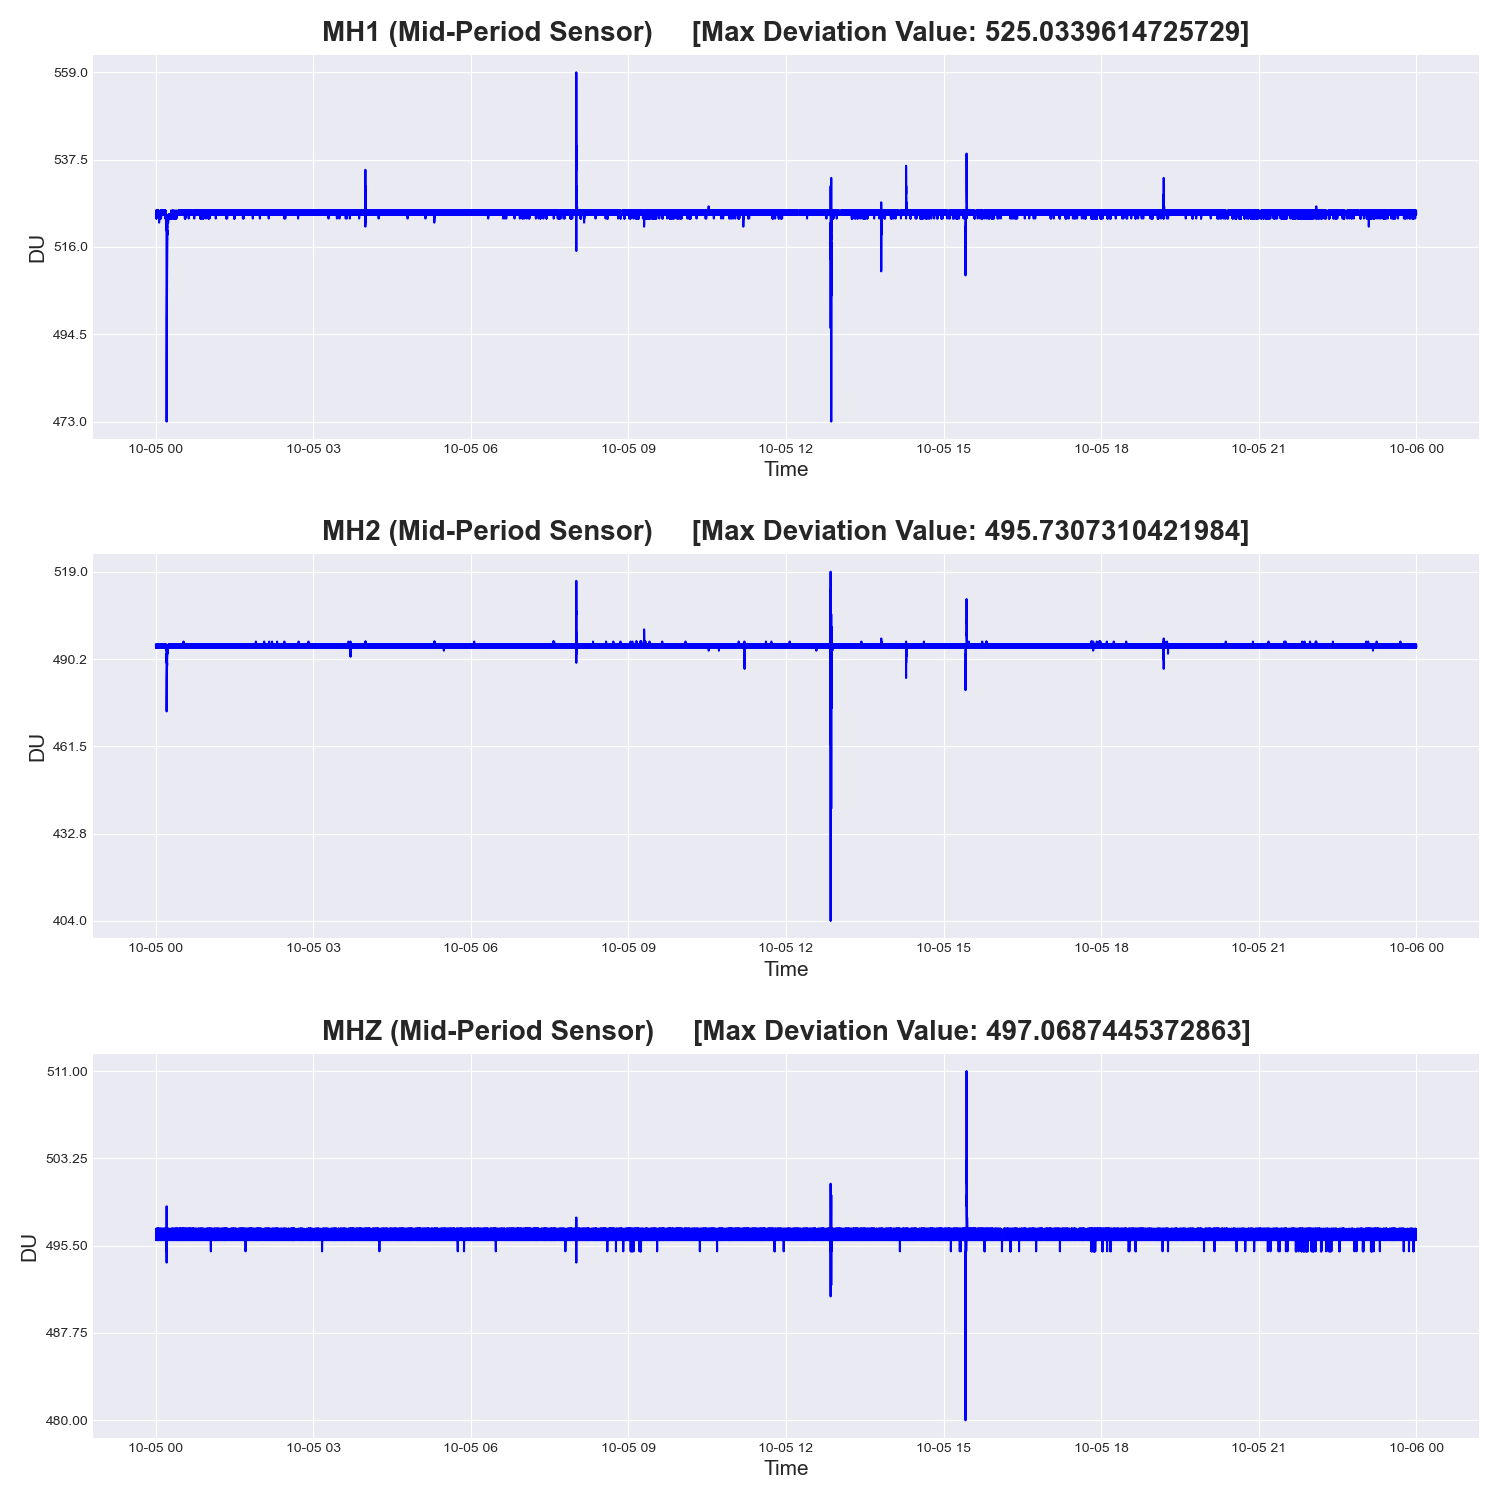 MH1 (Mid-Period Sensor) [Max Deviation Value: 525.0339614725729]
559.0
537.5
516.0
494.5
473.0
DU
10-05 00 10-05 03 10-05 06 10-05 09 10-05 12 10-05 15 10-05 18 10-05 21 10-06 00
Time
MH2 (Mid-Period Sensor) [Max Deviation Value: 495.7307310421984]
519.0
490.2
461.5
432.8
404.0
DU
10-05 00 10-05 03 10-05 06 10-05 09 10-05 12 10-05 15 10-05 18 10-05 21 10-06 00
Time
MHZ (Mid-Period Sensor) [Max Deviation Value: 497.0687445372863]
511.00
503.25
495.50
487.75
480.00
DU
10-05 00 10-05 03 10-05 06 10-05 09 10-05 12 10-05 15 10-05 18 10-05 21 10-06 00
Time